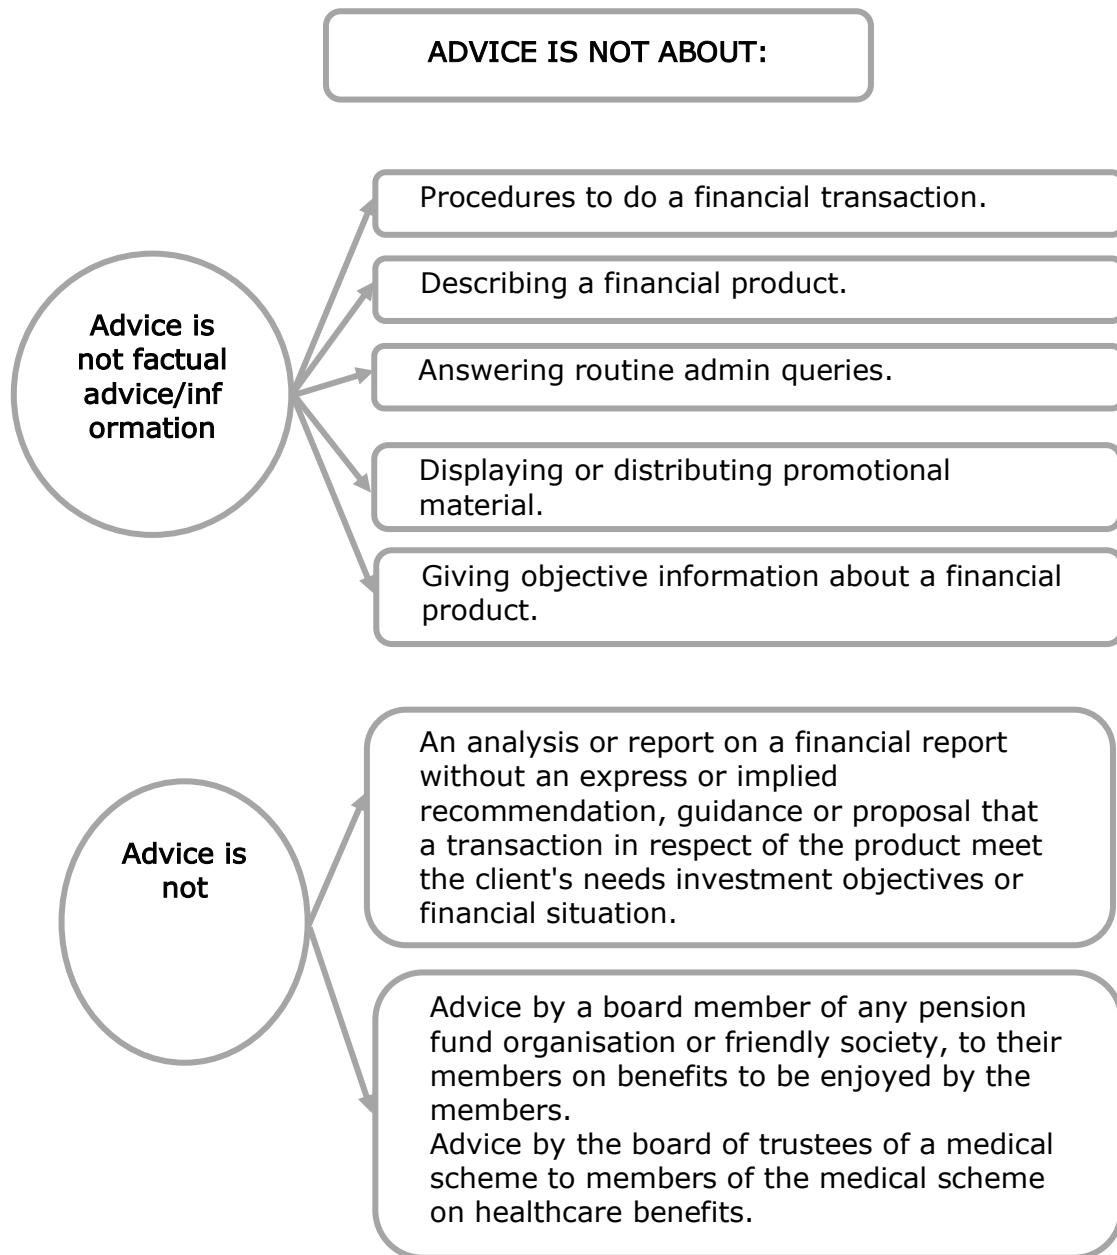 ADVICE IS NOT ABOUT:
Advice is
not factual
advice/inf
ormation
Procedures to do a financial transaction.
Describing a financial product.
Answering routine admin queries.
Displaying or distributing promotional
material.
Giving objective information about a financial
product.
Advice is
not
An analysis or report on a financial report
without an express or implied
recommendation, guidance or proposal that
a transaction in respect of the product meet
the client's needs investment objectives or
financial situation.
Advice by a board member of any pension
fund organisation or friendly society, to their
members on benefits to be enjoyed by the
members.
Advice by the board of trustees of a medical
scheme to members of the medical scheme
on healthcare benefits.